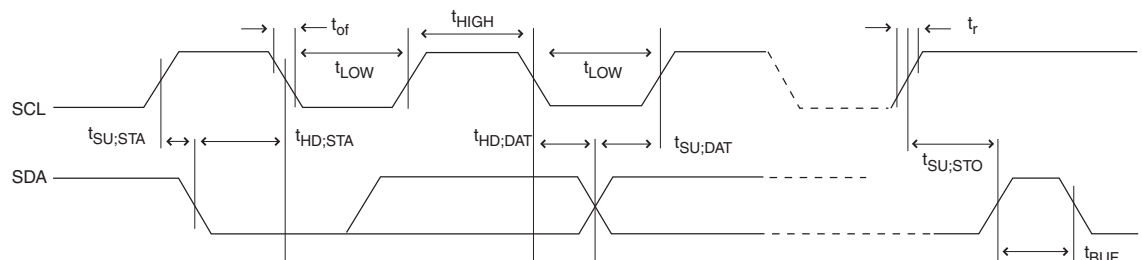 t_of
t_HIGH
t_r
t_LOW
t_LOW
SCL
t_SU;STA
t_HD;STA
t_HD;DAT
t_SU;DAT
t_SU;STO
SDA
t_BUF